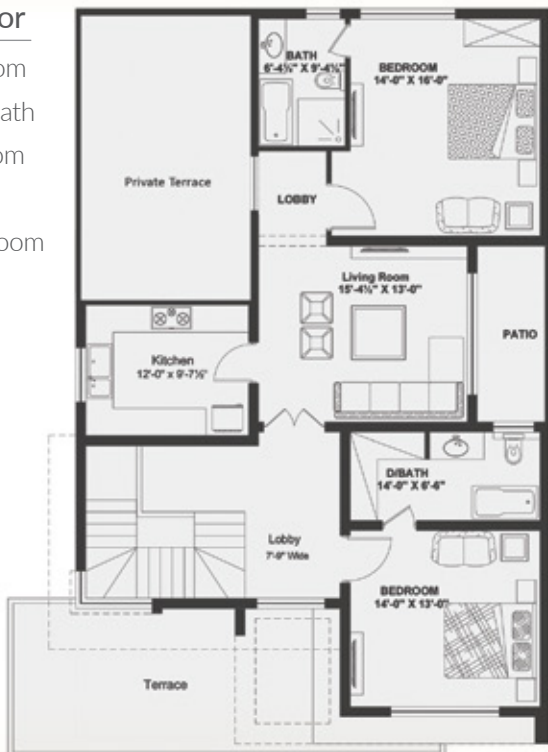 or
om
ath
om
oom
BATH
6'-4½" X 9'-4½"
BEDROOM
14'-0" X 16'-0"
Private Terrace
LOBBY
Living Room
15'-4½" X 13'-0"
PATIO
Kitchen
12'-0" x 9'-7½"
D/BATH
14'-0" X 6'-6"
Lobby
7'-9" Wide
BEDROOM
14'-0" X 13'-0"
Terrace